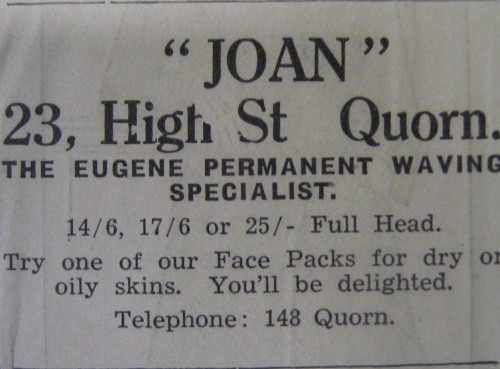 "JOAN"
23, High St Quorn.
THE EUGENE PERMANENT WAVING
SPECIALIST.
14/6, 17/6 or 25/- Full Head.
Try one of our Face Packs for dry or
oily skins. You'll be delighted.
Telephone: 148 Quorn.